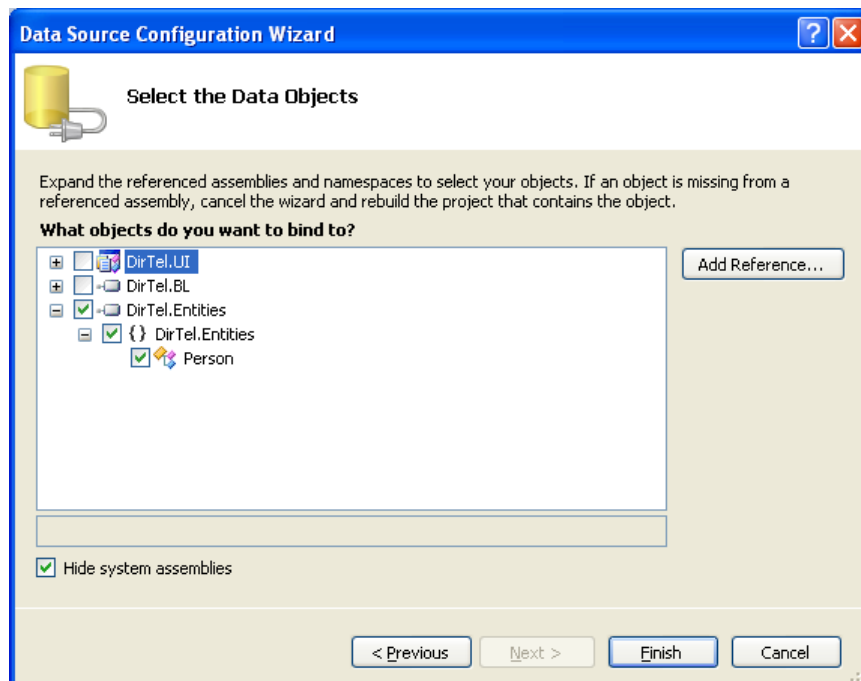 Data Source Configuration Wizard
Select the Data Objects
Expand the referenced assemblies and namespaces to select your objects. If an object is missing from a
referenced assembly, cancel the wizard and rebuild the project that contains the object.
What objects do you want to bind to?
DirTel.UI
Add Reference...
DirTel.BL
DirTel.Entities
{} DirTel.Entities
Person
Hide system assemblies
< Previous
Next >
Finish
Cancel